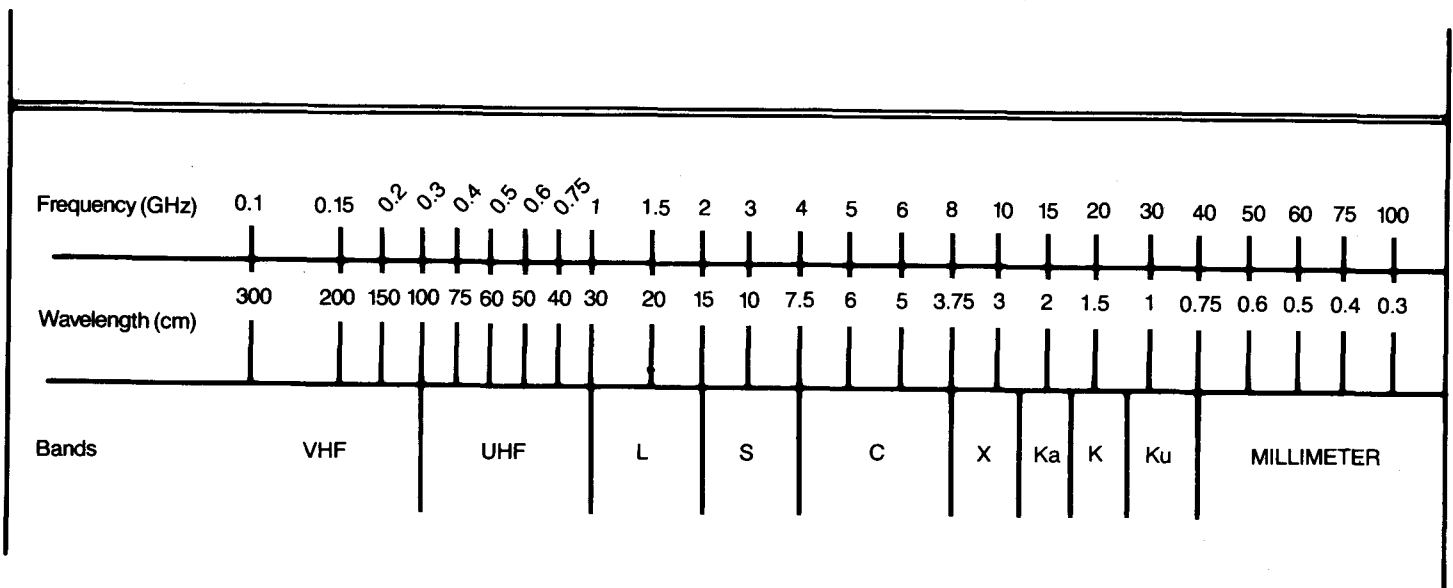 Frequency (GHz) 0.1 0.15 0.2 0.3 0.4 0.5 0.6 0.75 1 1.5 2 3 4 5 6 8 10 15 20 30 40 50 60 75 100
Wavelength (cm) 300 200 150 100 75 60 50 40 30 20 15 10 7.5 6 5 3.75 3 2 1.5 1 0.75 0.6 0.5 0.4 0.3
Bands VHF UHF L S C X Ka K Ku MILLIMETER